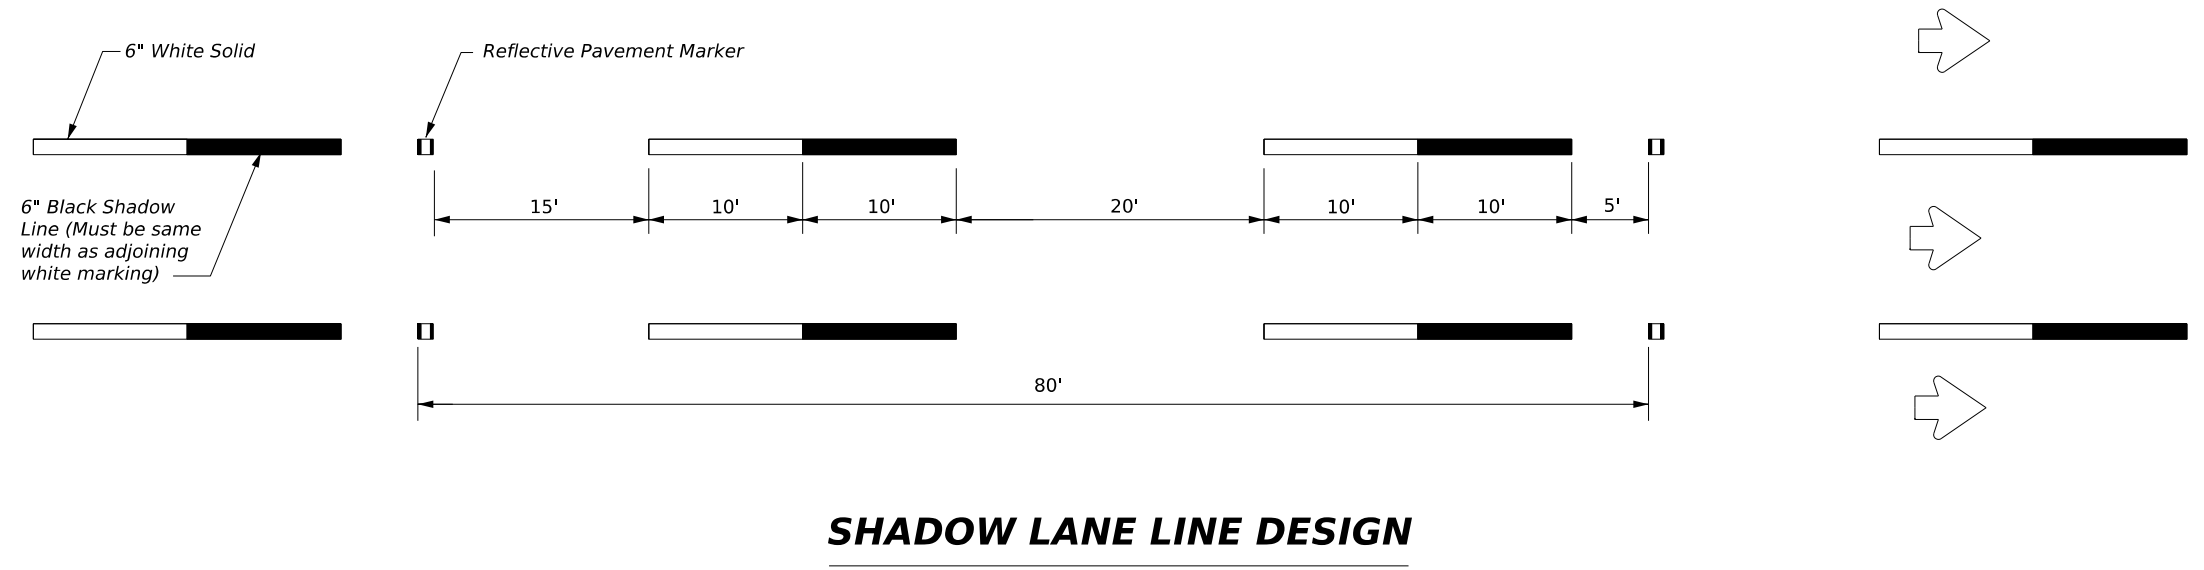 6" White Solid
Reflective Pavement Marker
6" Black Shadow
Line (Must be same
width as adjoining
white marking)
15'
10'
10'
20'
10'
10'
5'
80'
SHADOW LANE LINE DESIGN